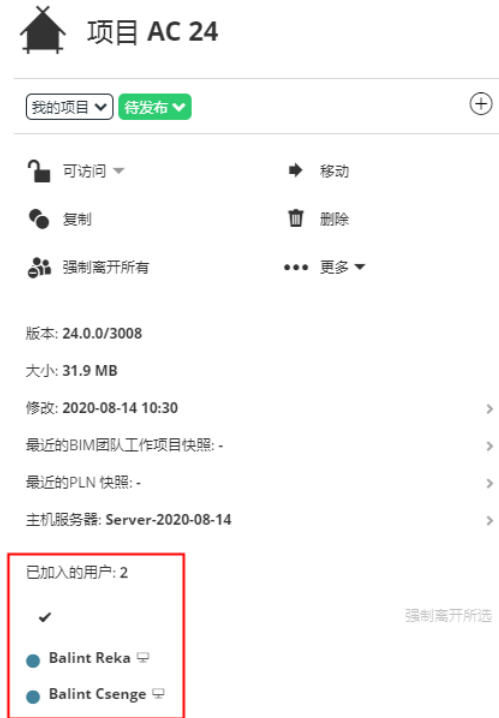 项目 AC 24
我的项目 待发布
可访问 移动
复制 删除
强制离开所有 更多
版本: 24.0.0/3008
大小: 31.9 MB
修改: 2020-08-14 10:30
最近的BIM团队工作项目快照: -
最近的PLN 快照: -
主机服务器: Server-2020-08-14
已加入的用户: 2
强制离开所选
Balint Reka
Balint Csenge